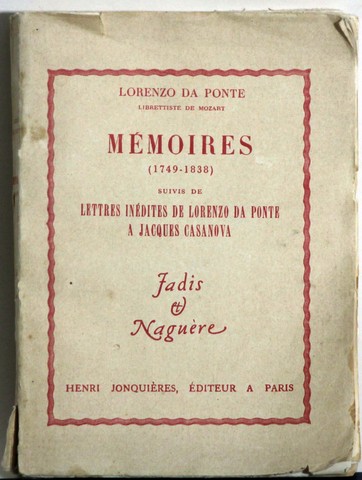 LORENZO DA PONTE
LIBRETTISTE DE MOZART
MÉMOIRES
(1749-1838)
SUIVIS DE
LETTRES INÉDITES DE LORENZO DA PONTE
A JACQUES CASANOVA
Jadis
&
Naguère
HENRI JONQUIÈRES, ÉDITEUR A PARIS